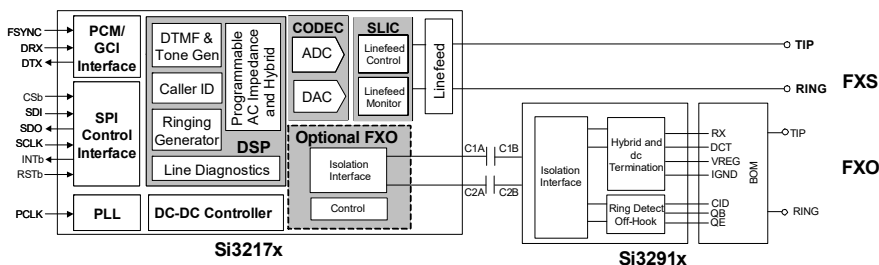 FSYNC
DRX
DTX
PCM/
GCI
Interface
CSb
SDI
SDO
SCLK
INTb
RSTb
SPI
Control
Interface
PCLK
PLL
DTMF &
Tone Gen
Caller ID
Ringing
Generator
Programmable
AC Impedance
and Hybrid
DSP
Line Diagnostics
DC-DC Controller
CODEC
ADC
DAC
SLIC
Linefeed
Control
Linefeed
Monitor
Linefeed
Optional FXO
Isolation
Interface
Control
Si3217x
TIP
RING
FXS
C1A
C1B
C2A
C2B
Isolation
Interface
Hybrid and
dc
Termination
Ring Detect
Off-Hook
RX
DCT
VREG
IGND
CID
QB
QE
BOM
TIP
FXO
RING
Si3291x